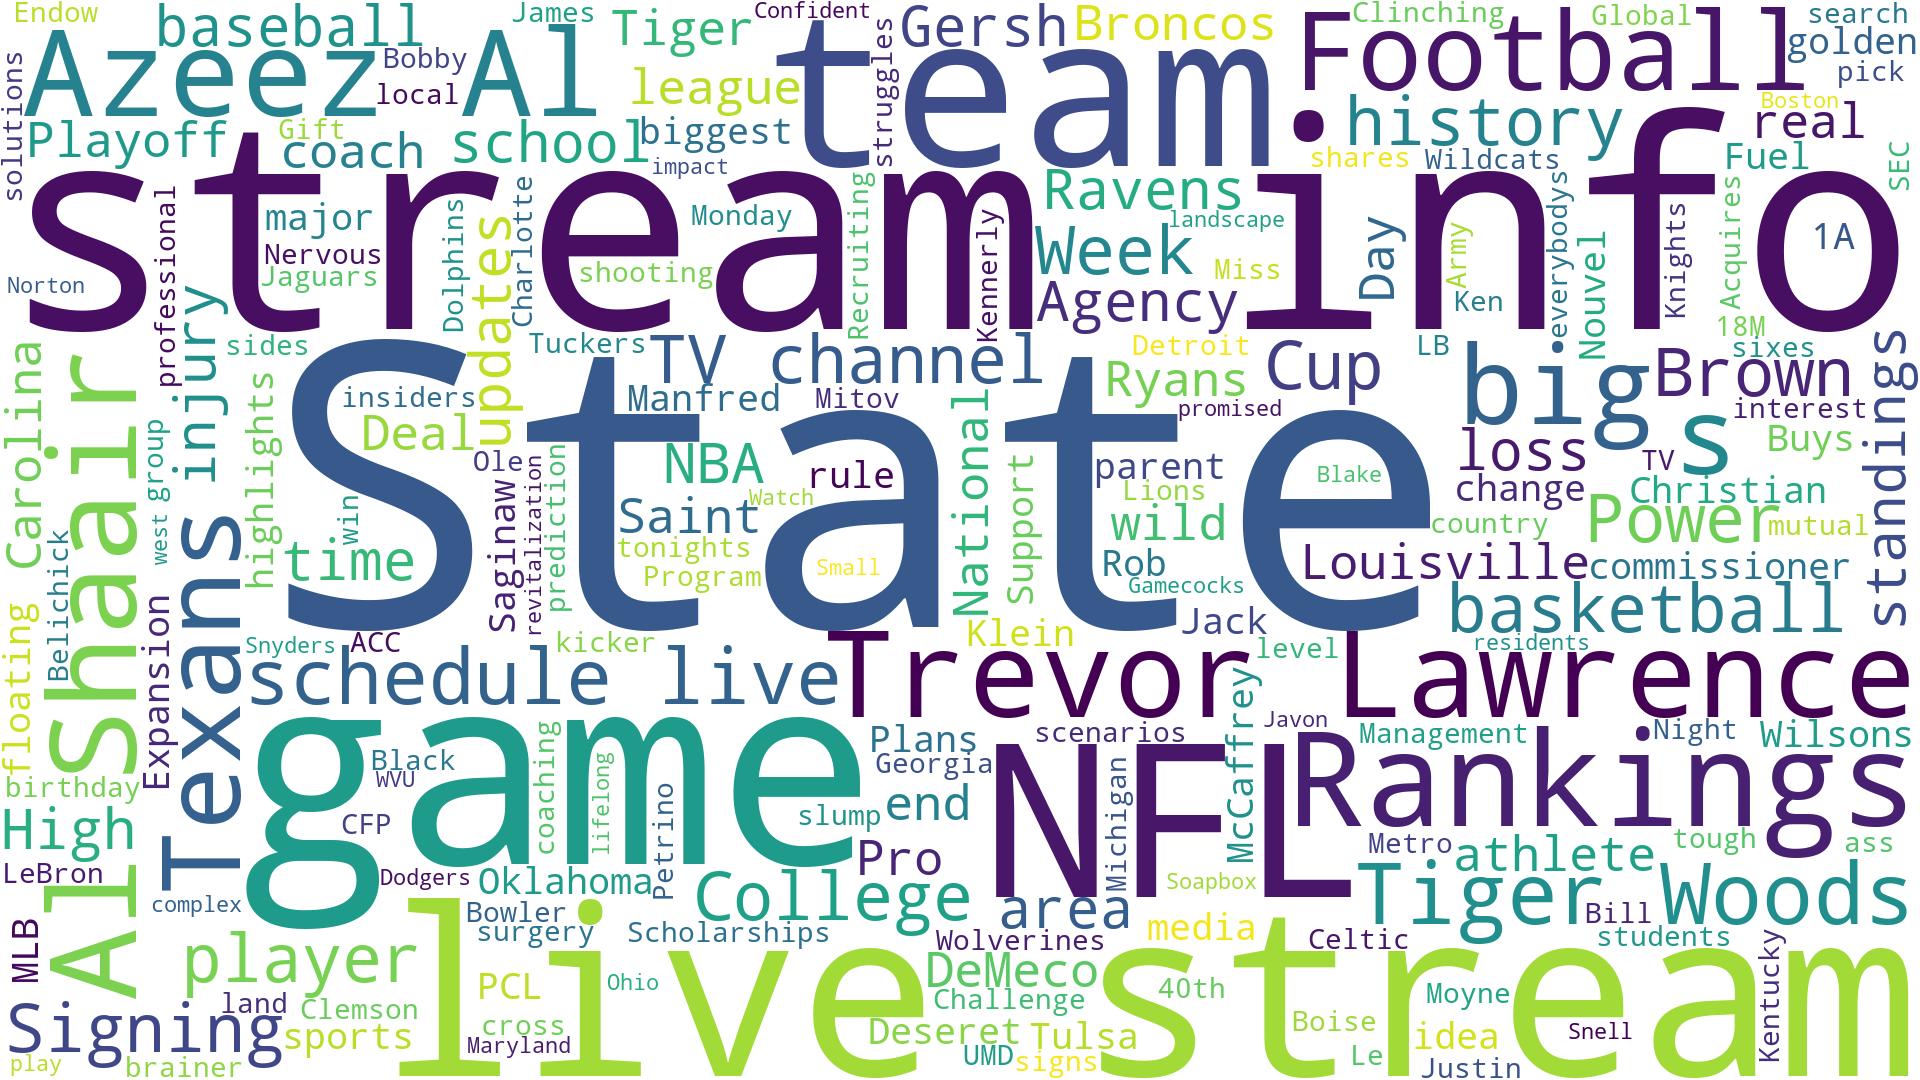 Endow
James
Confident
Clinching
Global
search
baseball
Tiger
Gersh
Broncos
Football
golden
Azeez
Al
team
pick
Bobby
local
league
struggles
solutions
Boston
Playoff
Gift
coach
school
biggest
history
real
impact
shares
Wildcats
Fuel
SEC
stream info
professional
major
Dolphins
Charlotte
Monday
Recruiting
Ravens
landscape
1A
Nervous
Jaguars
updates
shooting
Kennerly
Week
Miss
Day
Army
everybodys
Nouvel
Knights
Acquires
Norton
injury
Agency
Ken
18M
sides
Tuckers
TV channel
Detroit
LB
sixes
Carolina
Al Shaair
highlights
insiders
Manfred
Mitov
Ryans
Cup
big
Brown
standings
State
promised
interest
Deal
s
Buys
west
group
win
Ole
NBA
rule
National
parent
loss
TV
Blake
Saginaw
revitalization
prediction
Watch
Support
Lions
change
Christian
Belichick
Texans
Saint
wild
country
Power
mutual
time
tonights
Program
Small
Rob
Louisville
commissioner
Gamecocks
basketball
floating
Expansion
Snyders
ACC
kicker
Klein
Jack
level
residents
schedule live
Trevor Lawrence
birthday
game
Black
WVU
coaching
lifelong
Petrino
Plans
Georgia
scenarios
McCaffrey
Javon
Management
Night
Wilsons
NFL
Michigan
Rankings
High
CFP
slump
end
Metro
athlete
tough
ass
LeBron
Dodgers
Oklahoma
Pro
Soapbox
Tiger Woods
complex
College
area
Bill
MLB
Bowler
surgery
Scholarships
Wolverines
media
Celtic
students
player
live stream
Kentucky
PCL
Ohio
DeMeco
40th
Moyne
land
Clemson
Challenge
Signing
sports
cross
Deseret
Tulsa
Boise
idea
Snell
Maryland
play
brainer
UMD
signs
Le
Justin